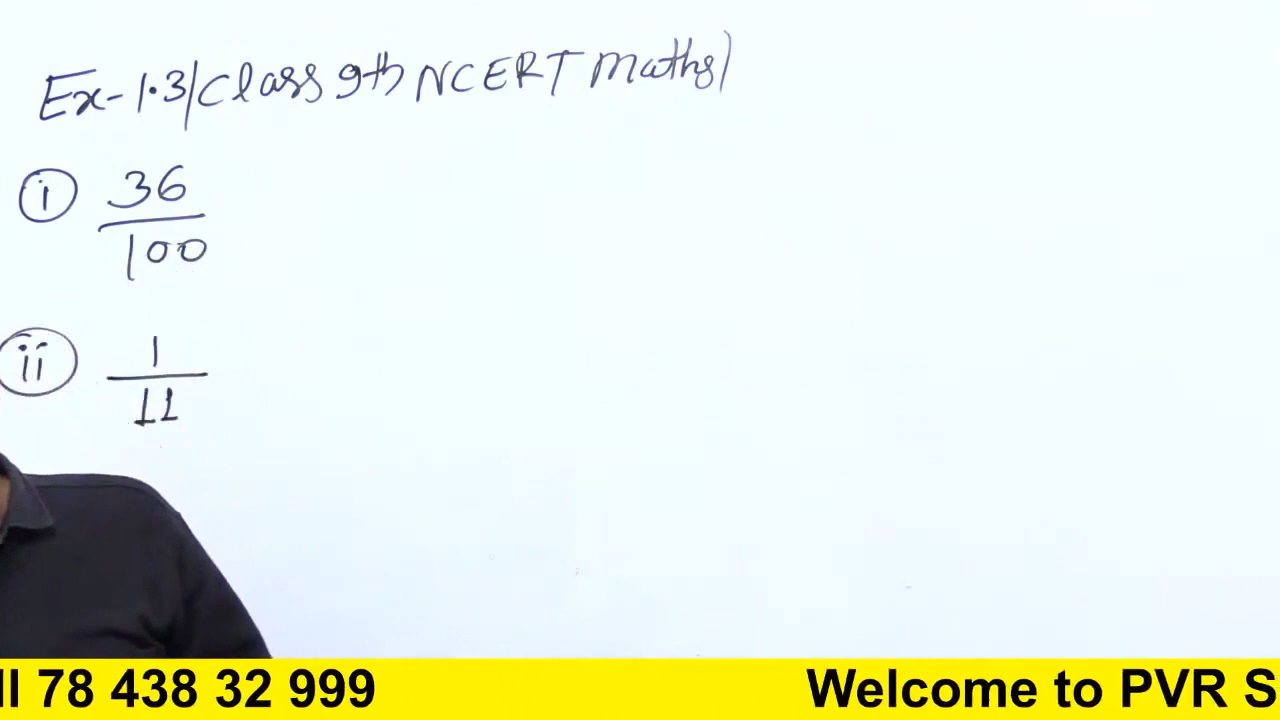 Ex-1.3/Class 9th NCERT Maths)
i 36/100
ii 1/11
ll 78 438 32 999 Welcome to PVR S